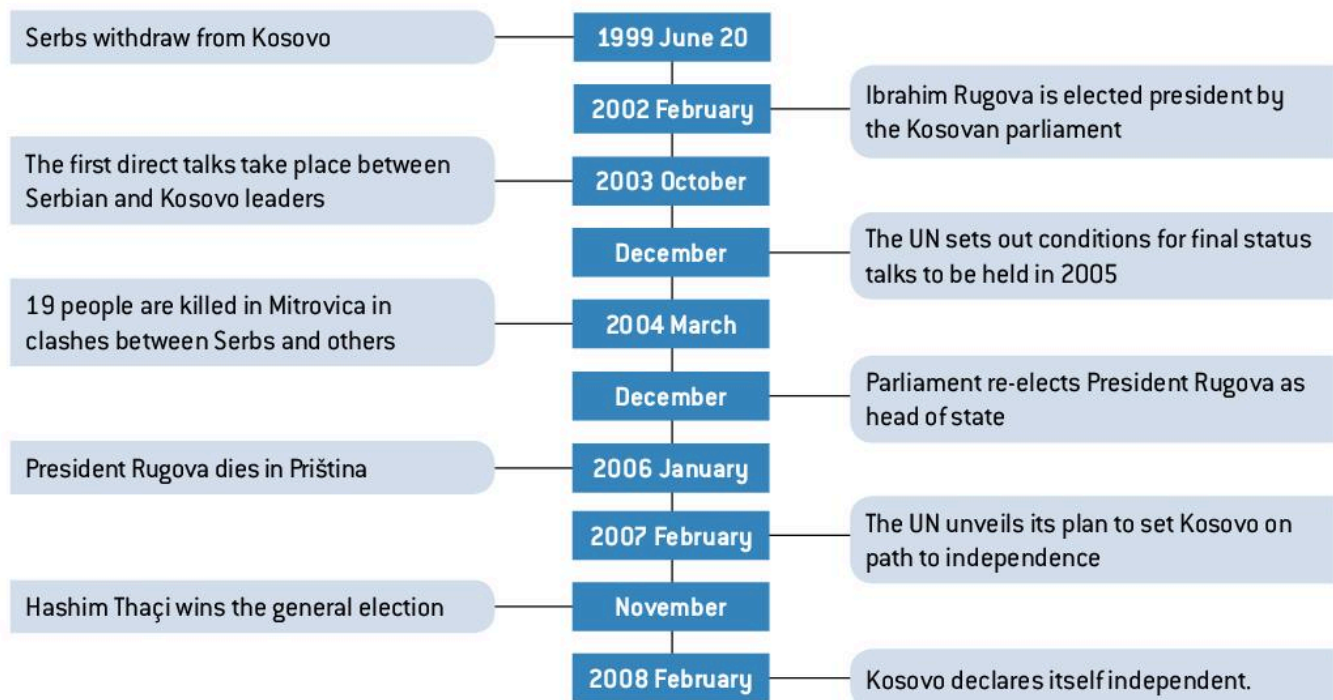 Serbs withdraw from Kosovo
1999 June 20
2002 February
Ibrahim Rugova is elected president by
the Kosovan parliament
The first direct talks take place between
Serbian and Kosovo leaders
2003 October
December
The UN sets out conditions for final status
talks to be held in 2005
19 people are killed in Mitrovica in
clashes between Serbs and others
2004 March
December
Parliament re-elects President Rugova as
head of state
President Rugova dies in Priština
2006 January
2007 February
The UN unveils its plan to set Kosovo on
path to independence
Hashim Thaçi wins the general election
November
2008 February
Kosovo declares itself independent.